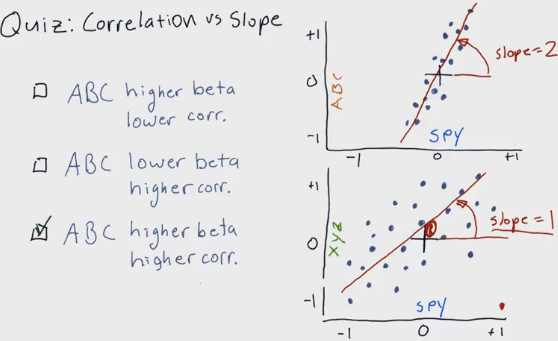 Quiz: Correlation vs Slope
ABC higher beta
lower corr.
ABC lower beta
higher corr.
ABC higher beta
higher corr.
+1
0
-1
ABC
slope=2
SPY
-1
0
+1
+1
0
-1
XYZ
slope=1
SPY
-1
0
+1